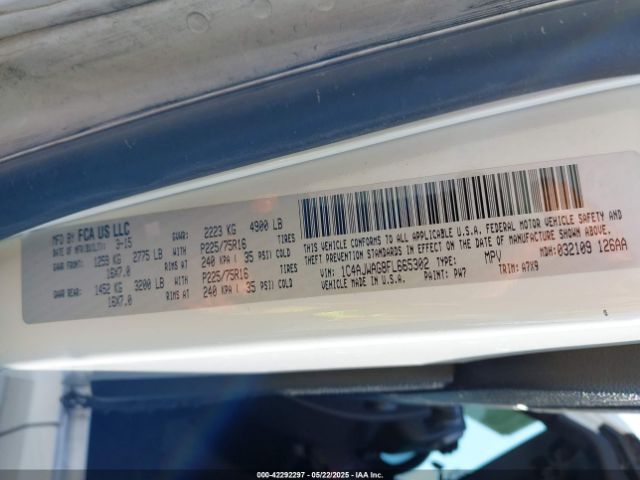 MFD BY FCA US LLC
DATE OF MFR(BUILT): 3-15 GVWR: 2223 KG 4900 LB
GAWR FRONT: 1259 KG 2775 LB WITH P225/75R16 TIRES
16X7.0 RIMS AT 240 KPA ( 35 PSI) COLD
GAWR REAR: 1452 KG 3200 LB WITH P225/75R16 TIRES
16X7.0 RIMS AT 240 KPA ( 35 PSI) COLD
THIS VEHICLE CONFORMS TO ALL APPLICABLE U.S.A. FEDERAL MOTOR VEHICLE SAFETY AND
THEFT PREVENTION STANDARDS IN EFFECT ON THE DATE OF MANUFACTURE SHOWN ABOVE.
VIN: 1C4AJWAG8FL665302 TYPE: MPV MDH: 032109 126AA
MADE IN U.S.A. PAINT: PW7 TRIM: A7X9
000-42292297 - 05/22/2025 - IAA Inc.